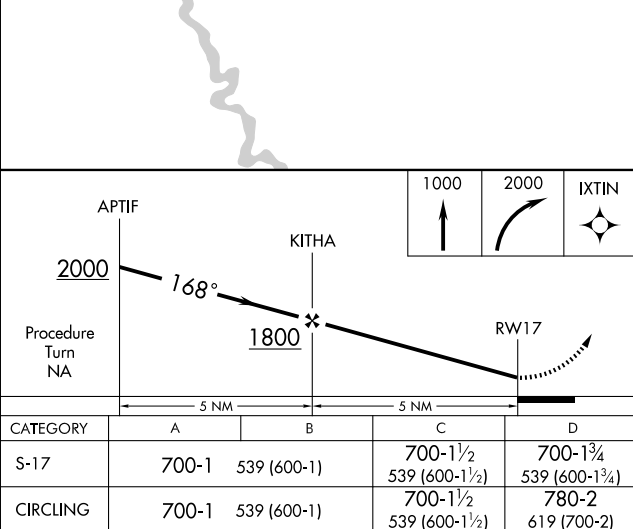 1000 2000 IXTIN
APTIF
KITHA
2000
168°
1800
RW17
Procedure
Turn
NA
5 NM 5 NM
CATEGORY A B C D
S-17 700-1 539 (600-1) 700-1½ 700-1¾
539 (600-1½) 539 (600-1¾)
CIRCLING 700-1 539 (600-1) 700-1½ 780-2
539 (600-1½) 619 (700-2)